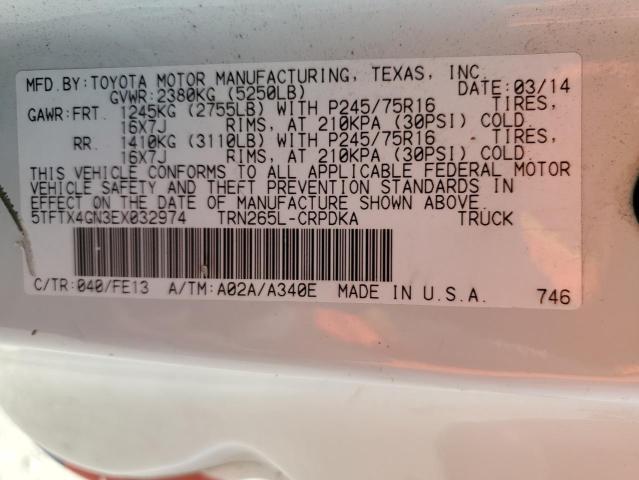 MFD.BY:TOYOTA MOTOR MANUFACTURING, TEXAS, INC.
GVWR:2380KG (5250LB) DATE:03/14
GAWR:FRT. 1245KG (2755LB) WITH P245/75R16 TIRES,
16X7J RIMS, AT 210KPA (30PSI) COLD.
RR. 1410KG (3110LB) WITH P245/75R16 TIRES,
16X7J RIMS, AT 210KPA (30PSI) COLD.
THIS VEHICLE CONFORMS TO ALL APPLICABLE FEDERAL MOTOR
VEHICLE SAFETY AND THEFT PREVENTION STANDARDS IN
EFFECT ON THE DATE OF MANUFACTURE SHOWN ABOVE.
5TFTX4GN3EX032974 TRN265L-CRPDKA TRUCK
C/TR:040/FE13 A/TM:A02A/A340E MADE IN U.S.A. 746